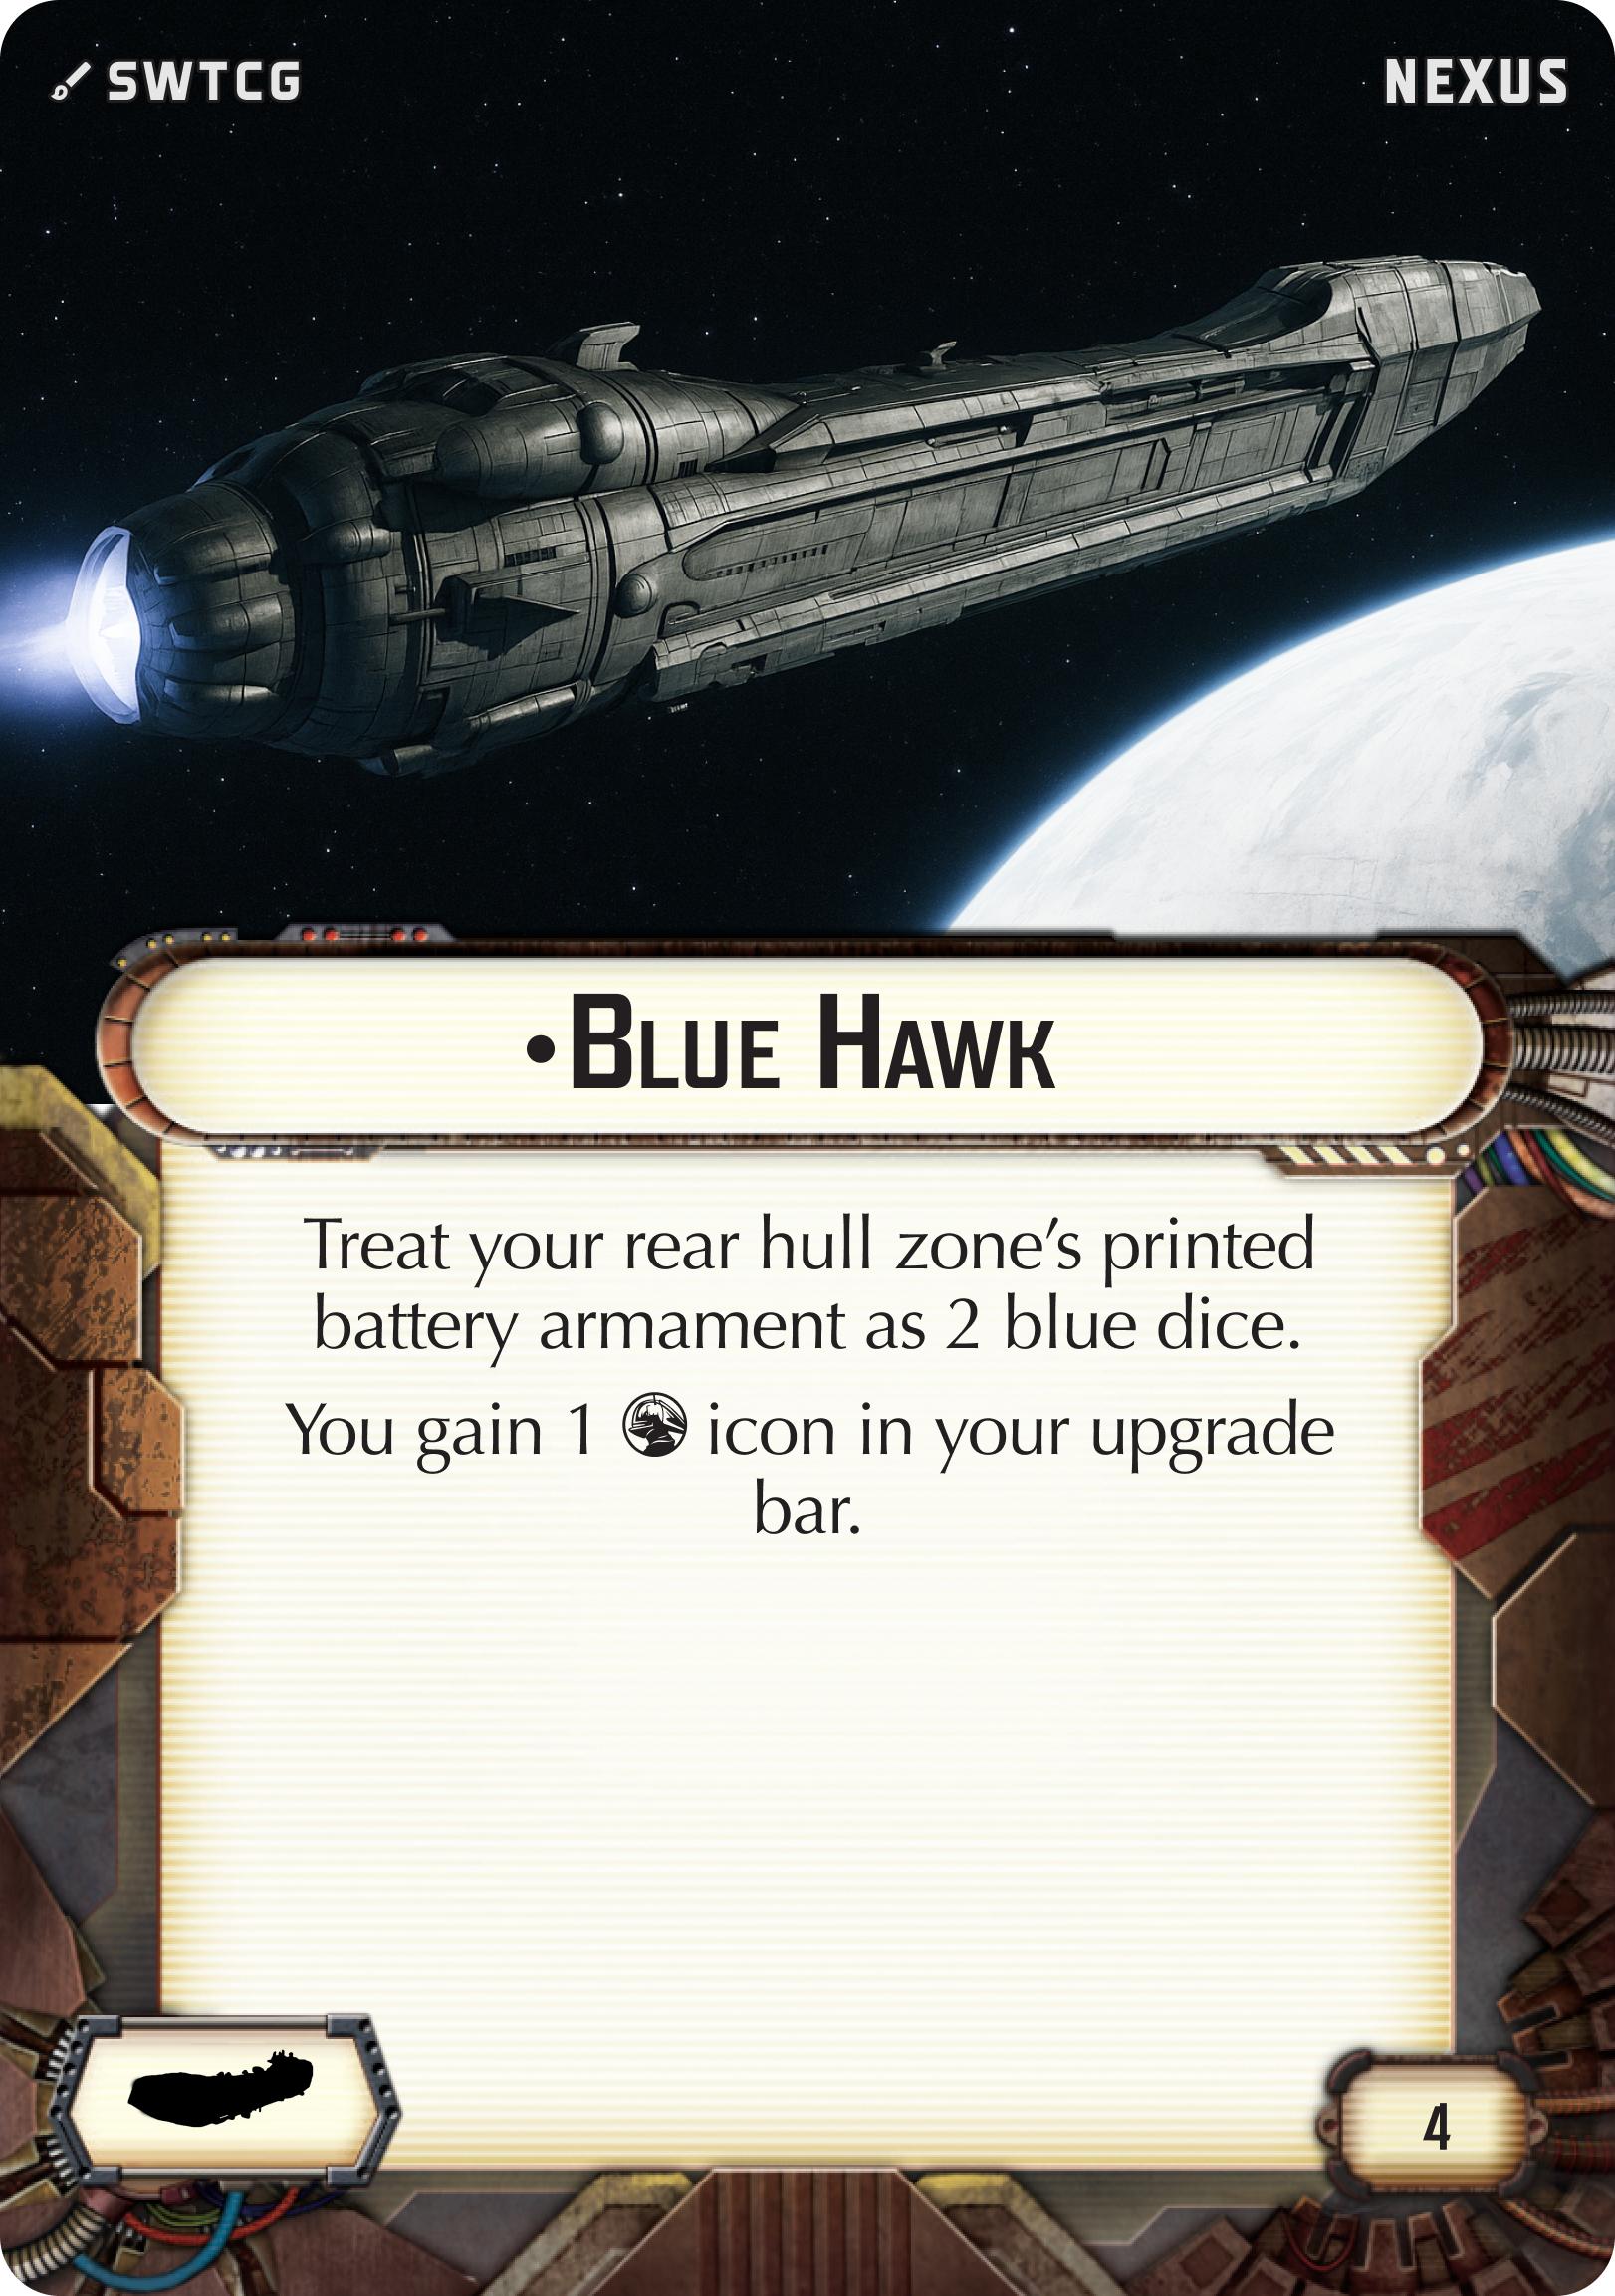 SWTCG
NEXUS
•Blue Hawk
Treat your rear hull zone’s printed
battery armament as 2 blue dice.
You gain 1 icon in your upgrade
bar.
4